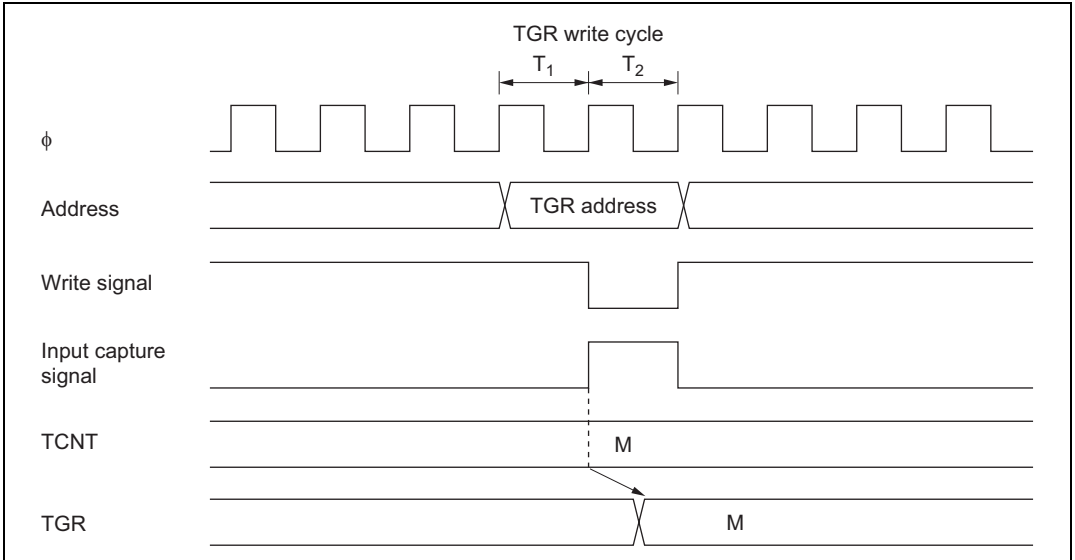 TGR write cycle
T1 T2
ϕ
Address
TGR address
Write signal
Input capture
signal
TCNT
M
TGR
M